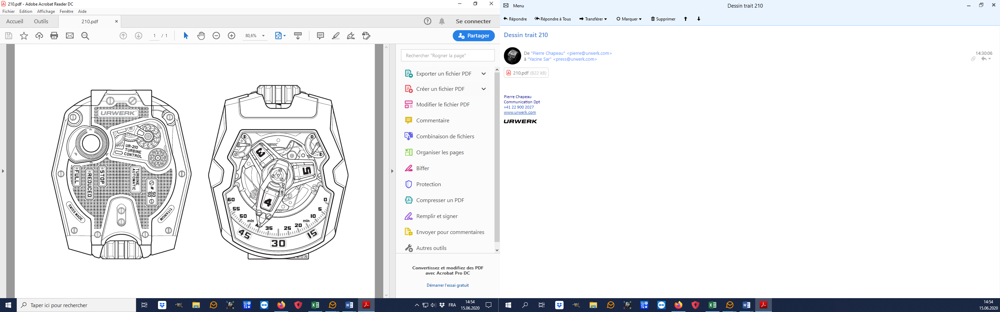 210.pdf - Adobe Acrobat Reader DC
Fichier Edition Affichage Fenêtre Aide
Accueil Outils 210.pdf × Se connecter
1 / 1 80,6% Partager
URWERK
UR-210
TURBINE
CONTROL
FULL
REDUCED
STOP
TURBINE
AUTOMATIC
# 50
50
SWISS MADE
TITANIUM
3
5
4
UR-210
60
55
50
min
35
25
20
min
10
5
0
45
30
15
Rechercher "Rogner la page"
Exporter un fichier PDF
Créer un fichier PDF
Modifier le fichier PDF
Commentaire
Combinaison de fichiers
Organiser les pages
Biffer
Protection
Compresser un PDF
Remplir et signer
Envoyer pour commentaires
Autres outils
Convertissez et modifiez des PDF
avec Acrobat Pro DC
Démarrer l'essai gratuit
Taper ici pour rechercher
FRA
14:54
15.06.2020
Menu
Dessin trait 210
Répondre Répondre à Tous Transférer Marquer Supprimer
Dessin trait 210
De "Pierre Chapeau" <pierre@urwerk.com>
14:30:06
à "Yacine Sar" <press@urwerk.com>
210.pdf (822 kB)
Pierre Chapeau
Communication Dpt
+41 22 900 2027
www.urwerk.com
URWERK
14:54
15.06.2020